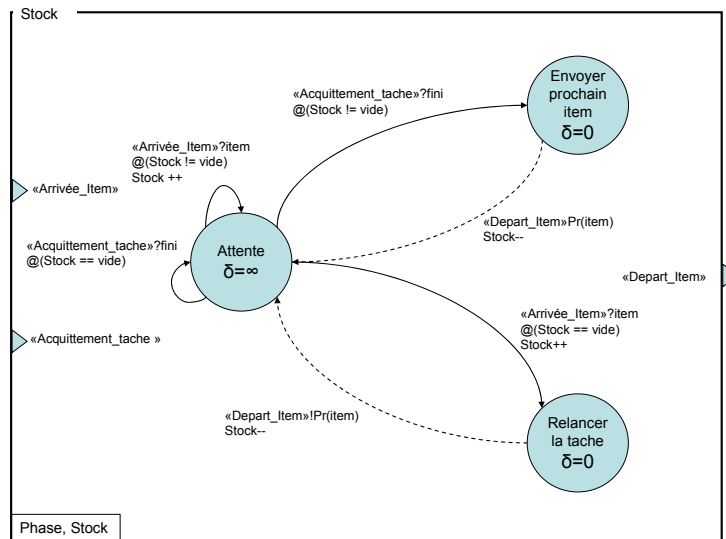 Stock
Envoyer
prochain
item
δ=0
«Acquittement_tache»?fini
@(Stock != vide)
«Arrivée_Item»?item
@(Stock != vide)
Stock ++
«Arrivée_Item»
«Depart_Item»Pr(item)
Stock--
«Acquittement_tache»?fini
@(Stock == vide)
Attente
δ=∞
«Depart_Item»
«Arrivée_Item»?item
@(Stock == vide)
Stock++
«Acquittement_tache »
«Depart_Item»!Pr(item)
Stock--
Relancer
la tache
δ=0
Phase, Stock